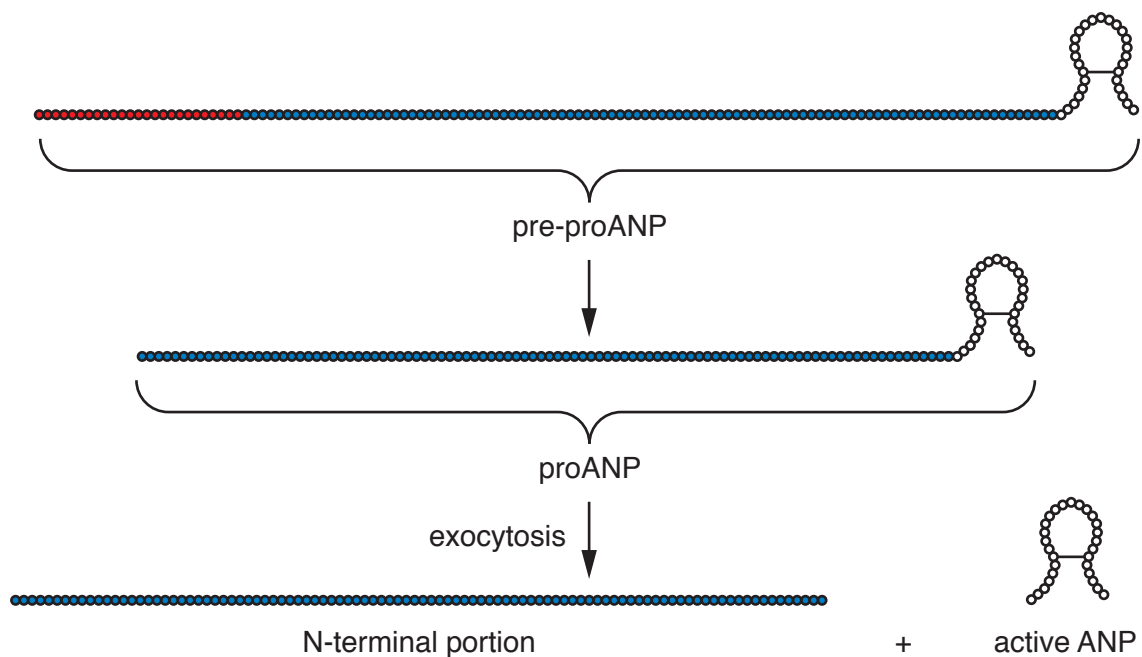 pre-proANP
proANP
exocytosis
N-terminal portion + active ANP